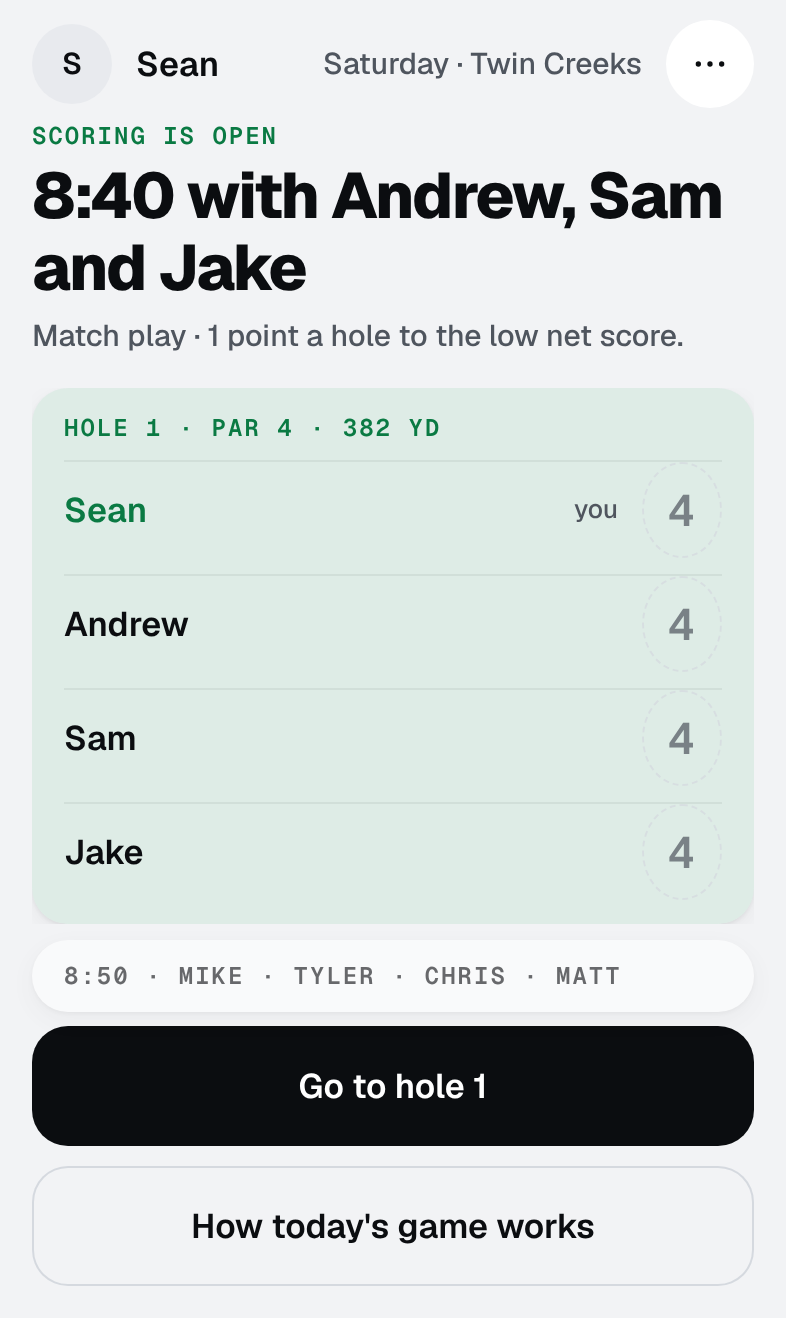 S Sean Saturday · Twin Creeks ...
SCORING IS OPEN
8:40 with Andrew, Sam
and Jake
Match play · 1 point a hole to the low net score.
HOLE 1 · PAR 4 · 382 YD
Sean you 4
Andrew 4
Sam 4
Jake 4
8:50 · MIKE · TYLER · CHRIS · MATT
Go to hole 1
How today's game works